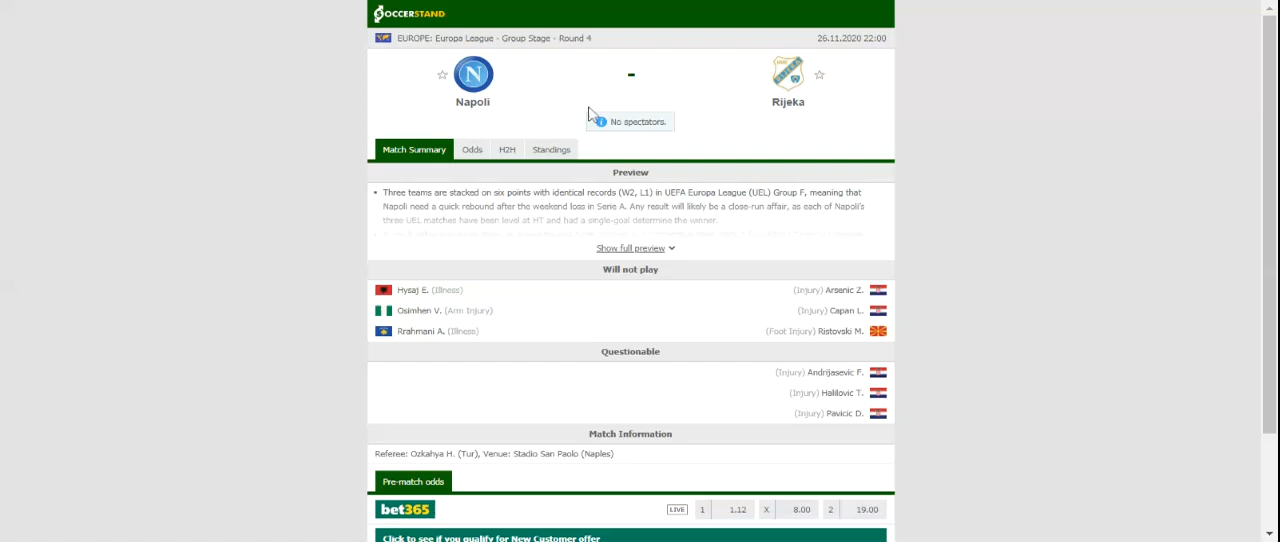 SOCCERSTAND
EUROPE: Europa League - Group Stage - Round 4 26.11.2020 22:00
N
-
Napoli Rijeka
i No spectators.
Match Summary Odds H2H Standings
Preview
Three teams are stacked on six points with identical records (W2, L1) in UEFA Europa League (UEL) Group F, meaning that
Napoli need a quick rebound after the weekend loss in Serie A. Any result will likely be a close-run affair, as each of Napoli's
three UEL matches have been level at HT and had a single-goal determine the winner.
Show full preview
Will not play
Hysaj E. (Illness) (Injury) Arsenic Z.
Osimhen V. (Arm Injury) (Injury) Capan L.
Rrahmani A. (Illness) (Foot Injury) Ristovski M.
Questionable
(Injury) Andrijasevic F.
(Injury) Halilovic T.
(Injury) Pavicic D.
Match Information
Referee: Ozkahya H. (Tur), Venue: Stadio San Paolo (Naples)
Pre-match odds
bet365 LIVE 1 1.12 X 8.00 2 19.00
Click to see if you qualify for New Customer offer